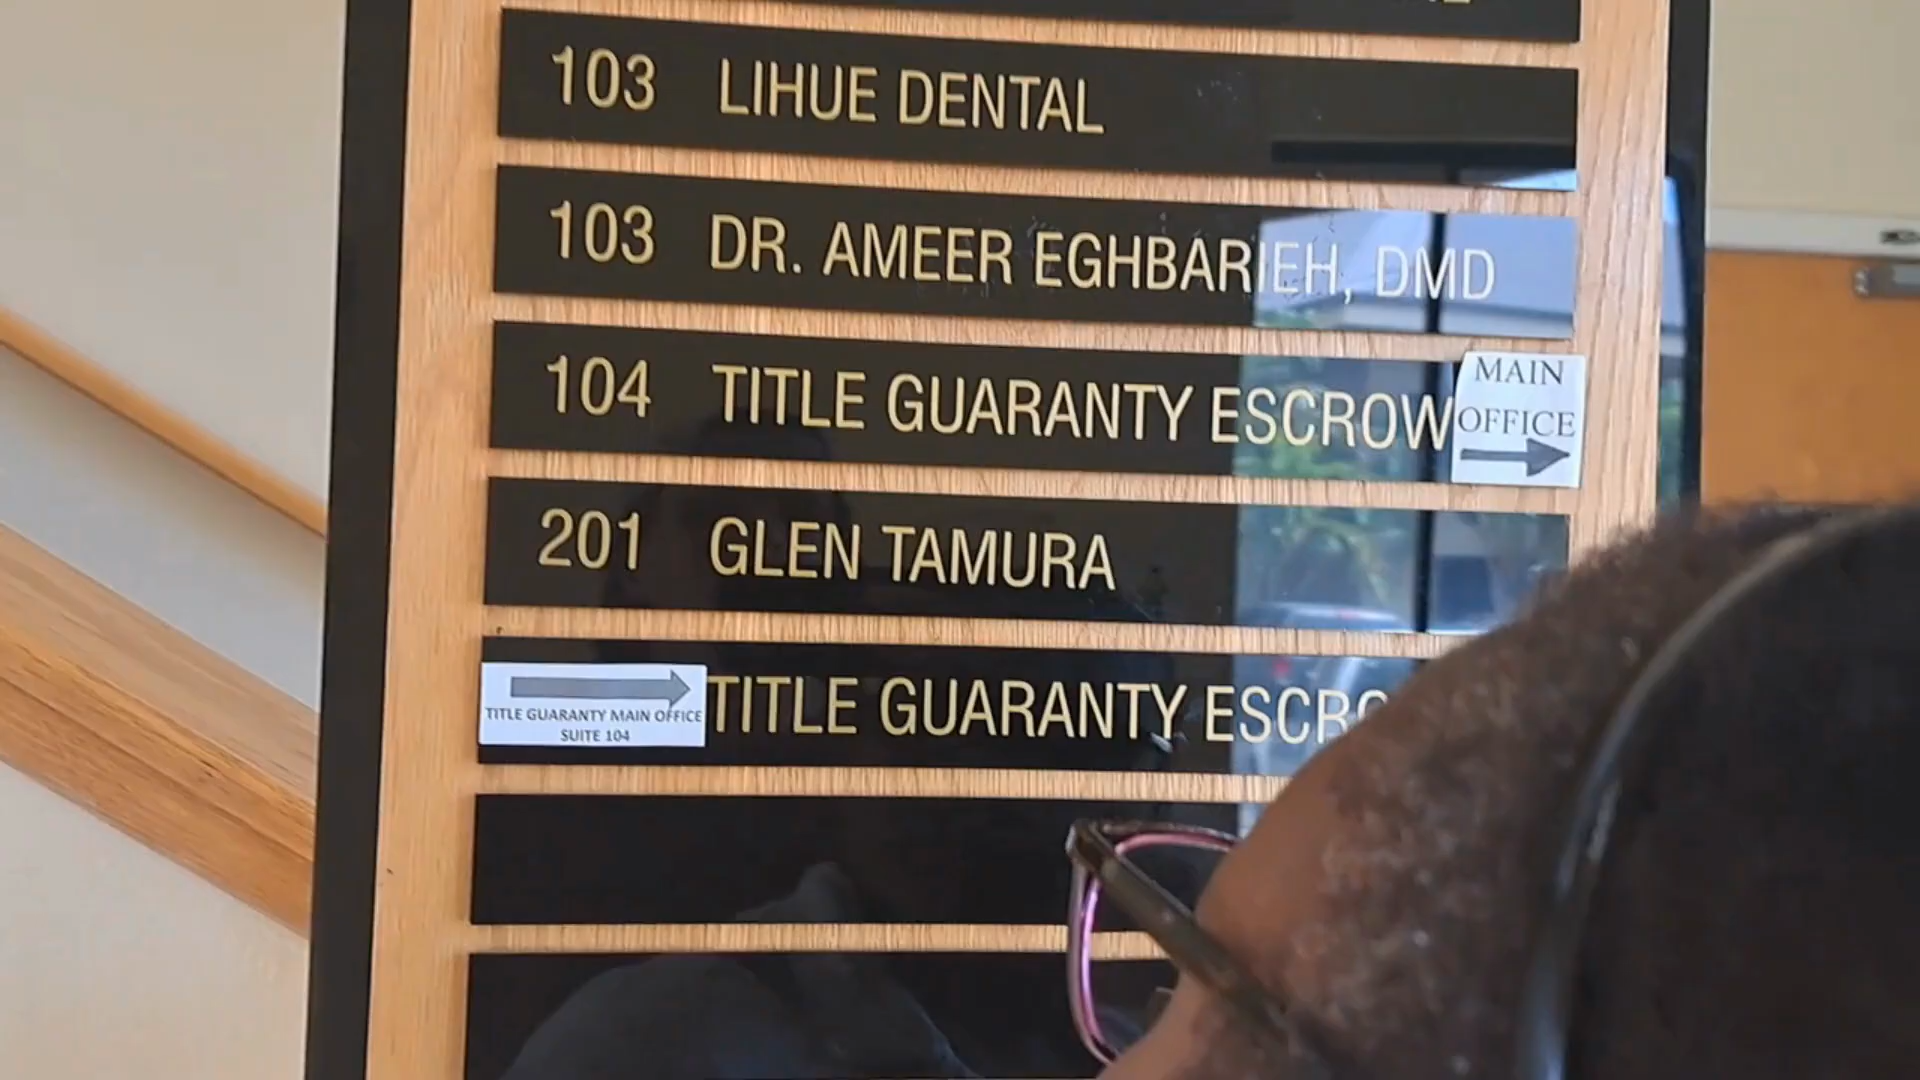 103 LIHUE DENTAL
103 DR. AMEER EGHBARIEH, DMD
104 TITLE GUARANTY ESCROW
MAIN
OFFICE
201 GLEN TAMURA
TITLE GUARANTY MAIN OFFICE
SUITE 104
TITLE GUARANTY